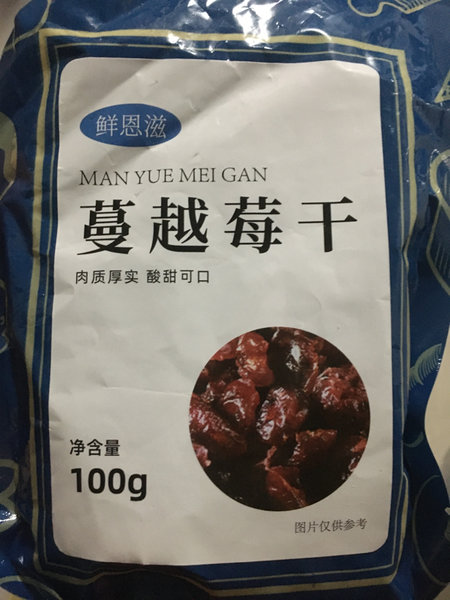 鲜恩滋
MAN YUE MEI GAN
蔓越莓干
肉质厚实 酸甜可口
净含量
100g
图片仅供参考